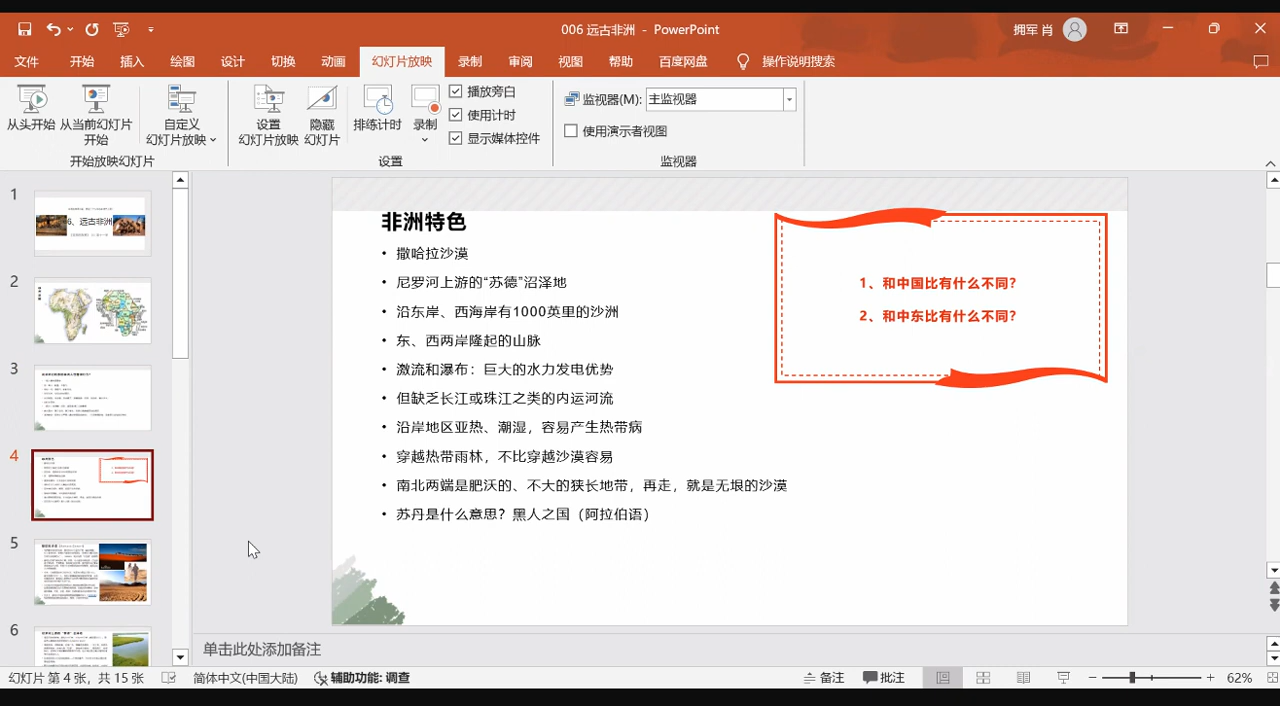 006 远古非洲 - PowerPoint
拥军 肖
文件 开始 插入 绘图 设计 切换 动画 幻灯片放映 录制 审阅 视图 帮助 百度网盘 操作说明搜索
从头开始 从当前幻灯片开始 自定义幻灯片放映 设置幻灯片放映 隐藏幻灯片 排练计时 录制
播放旁白
使用计时
显示媒体控件
监视器(M): 主监视器
使用演示者视图
开始放映幻灯片 设置 监视器
1
6、远古非洲
2
3
4
5
6
非洲特色
• 撒哈拉沙漠
• 尼罗河上游的“苏德”沼泽地
• 沿东岸、西海岸有1000英里的沙洲
• 东、西两岸隆起的山脉
• 激流和瀑布：巨大的水力发电优势
• 但缺乏长江或珠江之类的内运河流
• 沿岸地区亚热、潮湿，容易产生热带病
• 穿越热带雨林，不比穿越沙漠容易
• 南北两端是肥沃的、不大的狭长地带，再走，就是无垠的沙漠
• 苏丹是什么意思？黑人之国（阿拉伯语）
1、和中国比有什么不同？
2、和中东比有什么不同？
单击此处添加备注
幻灯片 第 4 张，共 15 张 简体中文(中国大陆) 辅助功能: 调查 备注 批注 62%